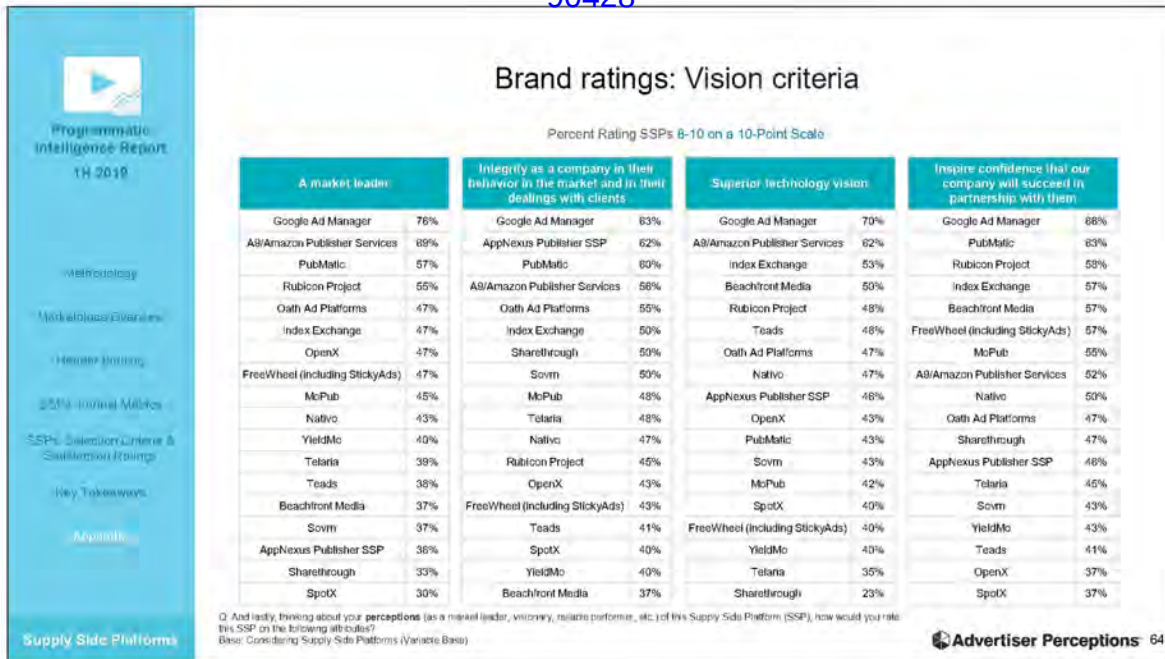 90428
Programmatic
Intelligence Report
1H 2019
Methodology
Marketplace Overview
Header Bidding
SSPs
Metrics
SSPs: Selection Criteria &
Satisfaction Ratings
Key Takeaways
Appendix
Supply Side Platforms
Brand ratings: Vision criteria
Percent Rating SSPs 8-10 on a 10-Point Scale
A market leader
Google Ad Manager 76%
A9/Amazon Publisher Services 69%
PubMatic 57%
Rubicon Project 55%
Oath Ad Platforms 47%
Index Exchange 47%
OpenX 47%
FreeWheel (including StickyAds) 47%
MoPub 45%
Nativo 43%
YieldMo 40%
Telaria 39%
Teads 38%
Beachfront Media 37%
Sovrn 37%
AppNexus Publisher SSP 36%
Sharethrough 33%
SpotX 30%
Integrity as a company in their
behavior in the market and in their
dealings with clients
Google Ad Manager 63%
AppNexus Publisher SSP 62%
PubMatic 60%
A9/Amazon Publisher Services 56%
Oath Ad Platforms 55%
Index Exchange 50%
Sharethrough 50%
Sovrn 50%
MoPub 48%
Telaria 48%
Nativo 47%
Rubicon Project 45%
OpenX 43%
FreeWheel (including StickyAds) 43%
Teads 41%
SpotX 40%
YieldMo 40%
Beachfront Media 37%
Superior technology vision
Google Ad Manager 70%
A9/Amazon Publisher Services 62%
Index Exchange 53%
Beachfront Media 50%
Rubicon Project 48%
Teads 48%
Oath Ad Platforms 47%
Nativo 47%
AppNexus Publisher SSP 46%
OpenX 43%
PubMatic 43%
Sovrn 43%
MoPub 42%
SpotX 40%
FreeWheel (including StickyAds) 40%
YieldMo 40%
Telaria 35%
Sharethrough 23%
Inspire confidence that our
company will succeed in
partnership with them
Google Ad Manager 66%
PubMatic 63%
Rubicon Project 58%
Index Exchange 57%
Beachfront Media 57%
FreeWheel (including StickyAds) 57%
MoPub 55%
A9/Amazon Publisher Services 52%
Nativo 50%
Oath Ad Platforms 47%
Sharethrough 47%
AppNexus Publisher SSP 46%
Telaria 45%
Sovrn 43%
YieldMo 43%
Teads 41%
OpenX 37%
SpotX 37%
Q. And lastly, thinking about your perceptions (as a market leader, visionary, reliable performer, etc.) of this Supply Side Platform (SSP), how would you rate
this SSP on the following attributes?
Base: Considering Supply-Side Platforms (Variable Base)
Advertiser Perceptions 64